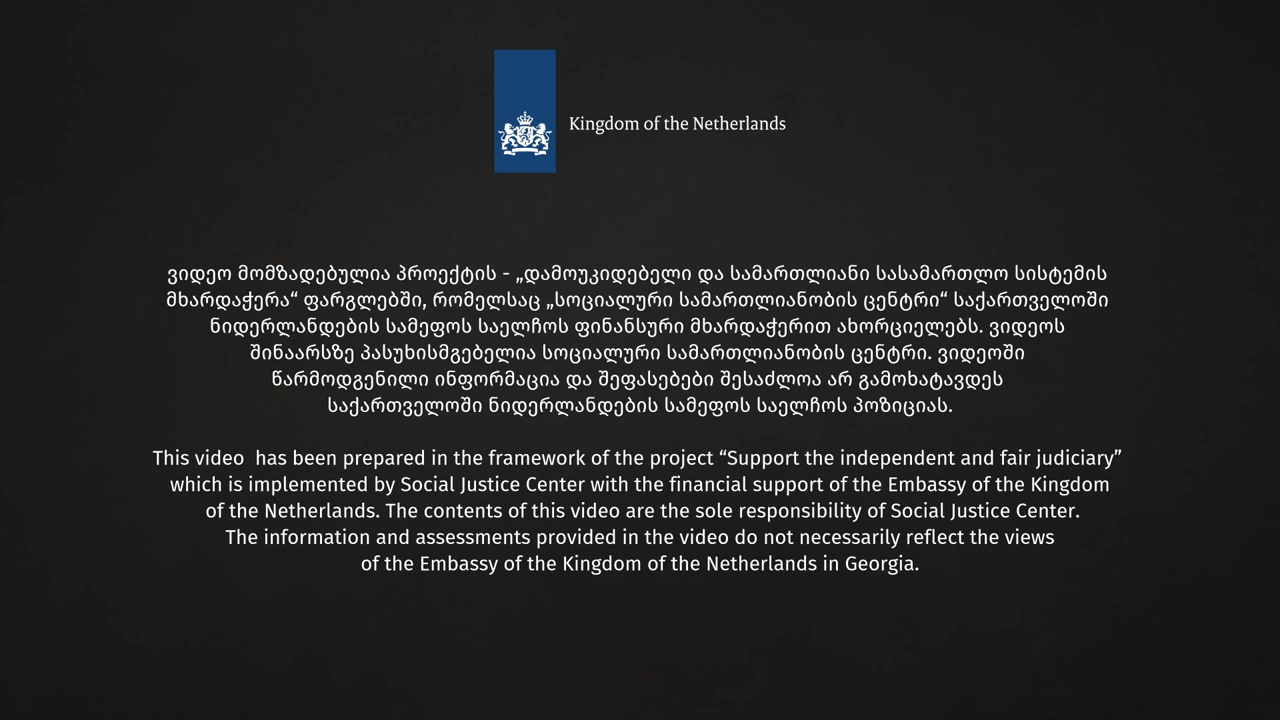 Kingdom of the Netherlands
ვიდეო მომზადებულია პროექტის - „დამოუკიდებელი და სამართლიანი სასამართლო სისტემის
მხარდაჭერა“ ფარგლებში, რომელსაც „სოციალური სამართლიანობის ცენტრი“ საქართველოში
ნიდერლანდების სამეფოს საელჩოს ფინანსური მხარდაჭერით ახორციელებს. ვიდეოს
შინაარსზე პასუხისმგებელია სოციალური სამართლიანობის ცენტრი. ვიდეოში
წარმოდგენილი ინფორმაცია და შეფასებები შესაძლოა არ გამოხატავდეს
საქართველოში ნიდერლანდების სამეფოს საელჩოს პოზიციას.
This video  has been prepared in the framework of the project “Support the independent and fair judiciary”
which is implemented by Social Justice Center with the financial support of the Embassy of the Kingdom
of the Netherlands. The contents of this video are the sole responsibility of Social Justice Center.
The information and assessments provided in the video do not necessarily reflect the views
of the Embassy of the Kingdom of the Netherlands in Georgia.